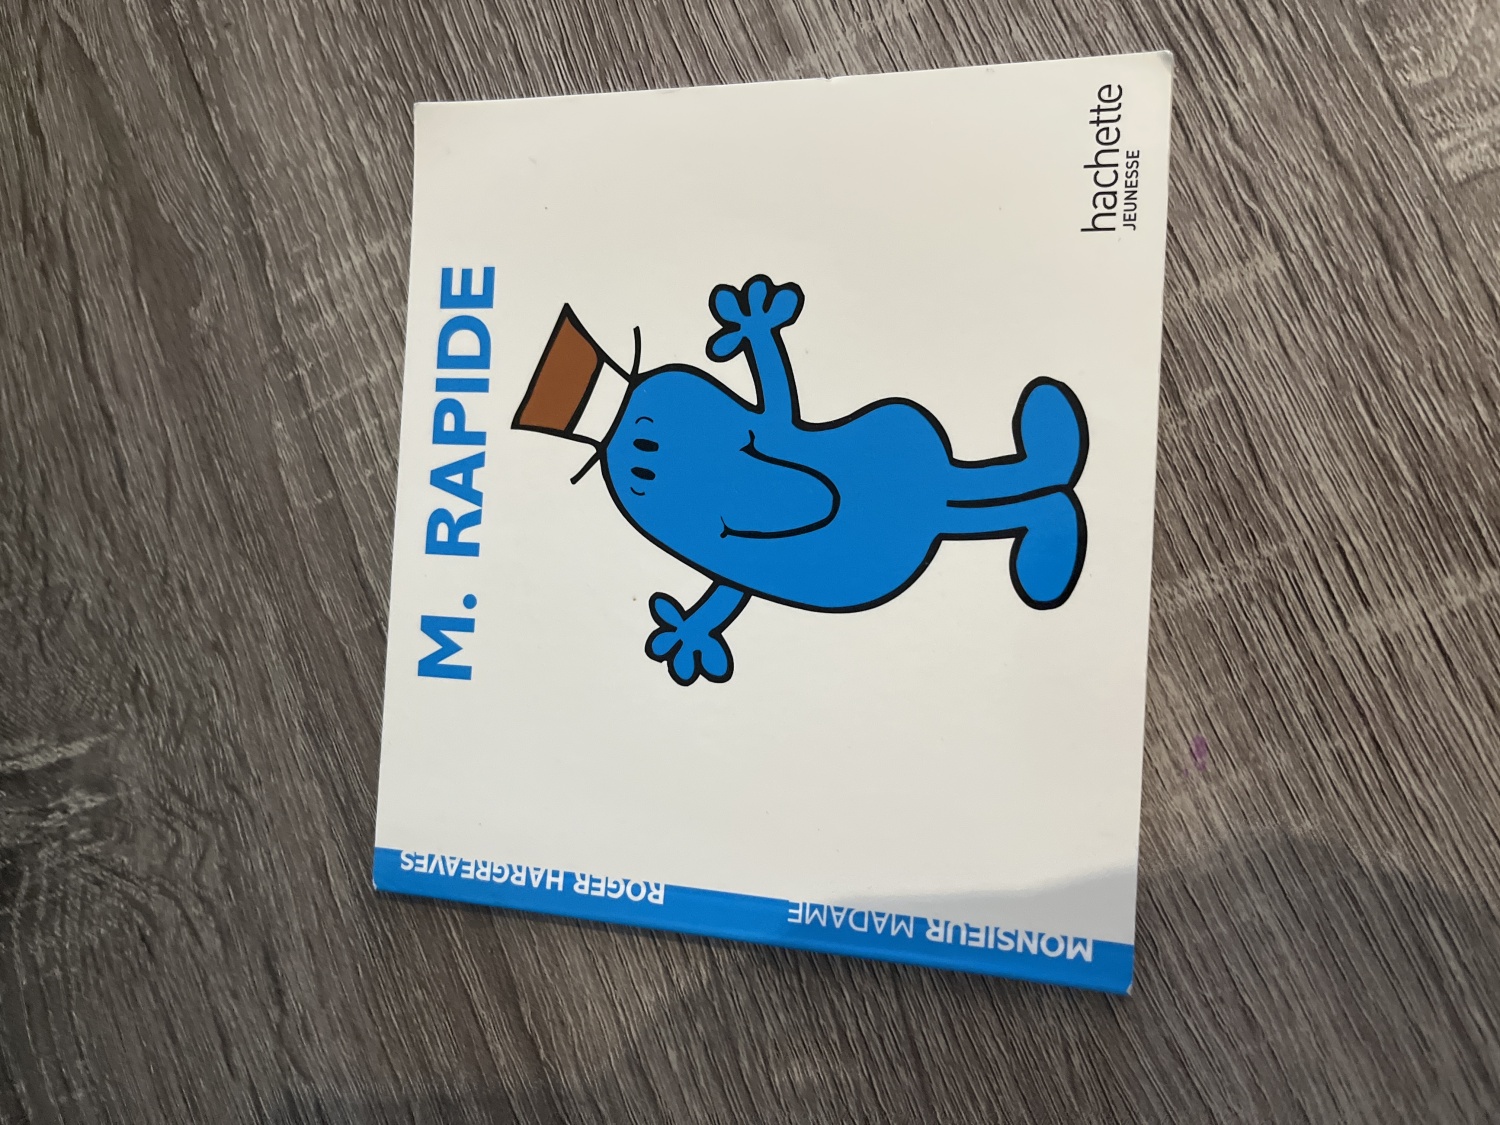 M. RAPIDE
hachette
JEUNESSE
MONSIEUR MADAME
ROGER HARGREAVES